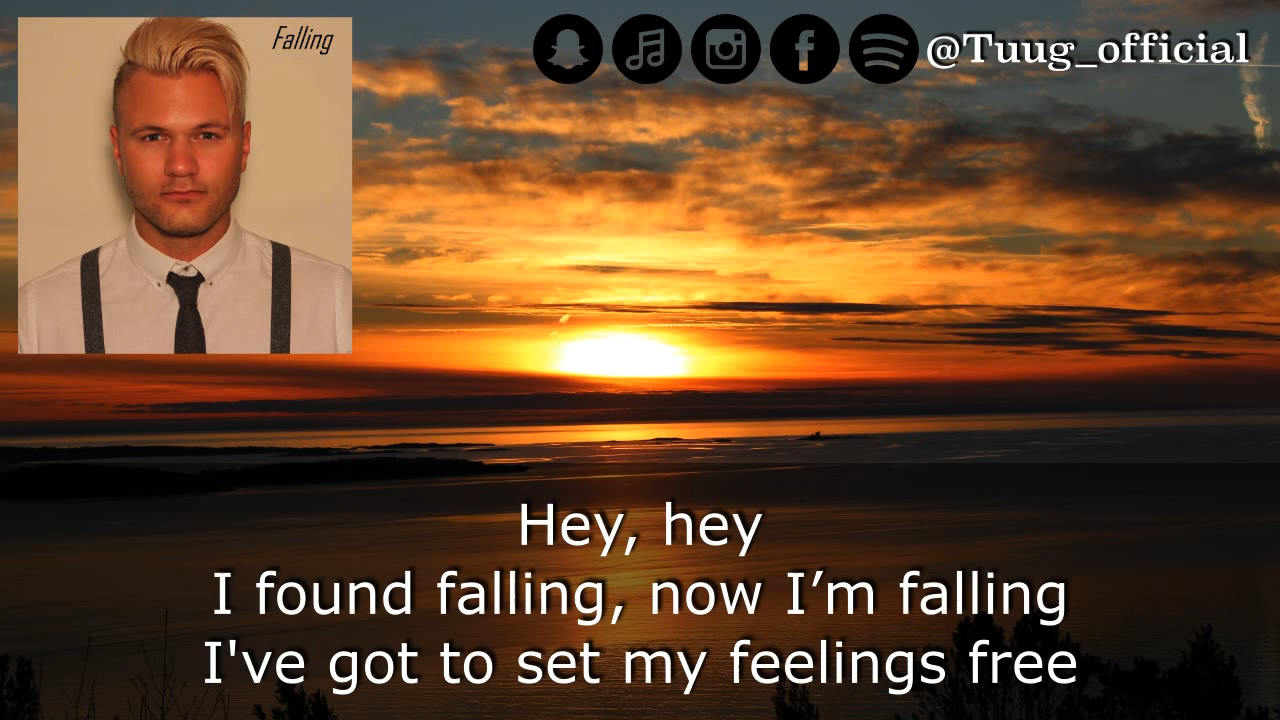 Falling
@Tuug_official
Hey, hey
I found falling, now I’m falling
I've got to set my feelings free